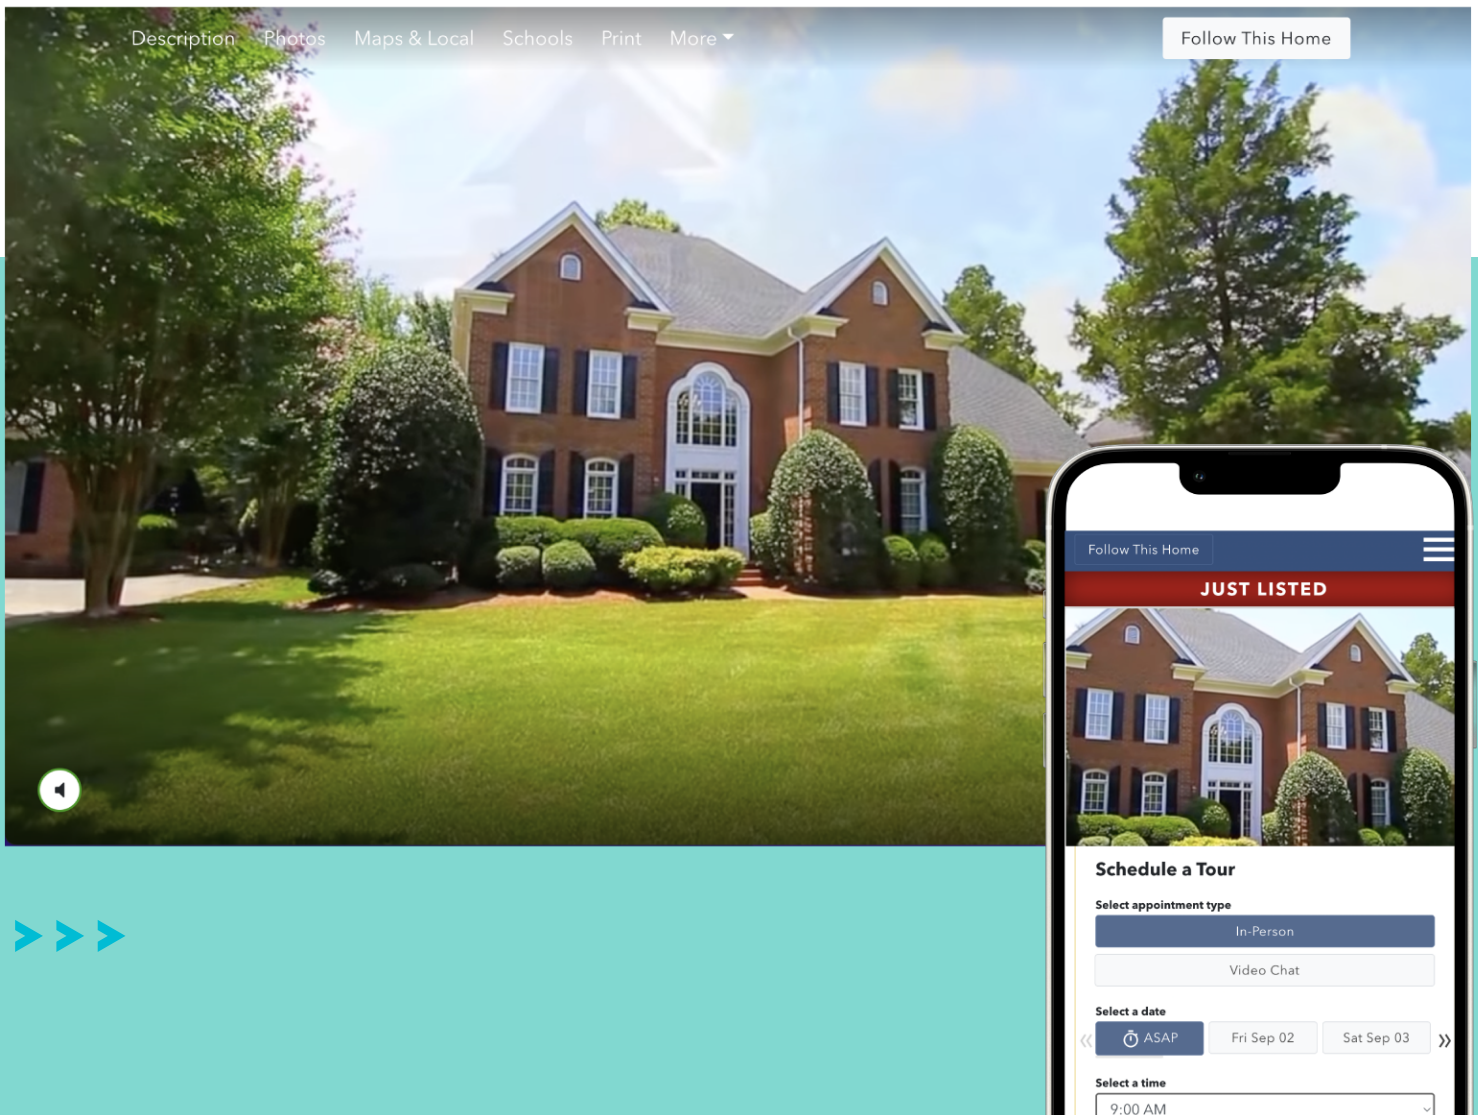 Description Photos Maps & Local Schools Print More Follow This Home
Follow This Home
JUST LISTED
Schedule a Tour
Select appointment type
In-Person
Video Chat
Select a date
« ASAP Fri Sep 02 Sat Sep 03 »
Select a time
9:00 AM
> > >